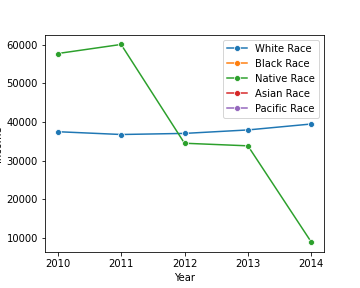 White Race
Black Race
Native Race
Asian Race
Pacific Race
60000
50000
40000
30000
20000
10000
2010 2011 2012 2013 2014
Year